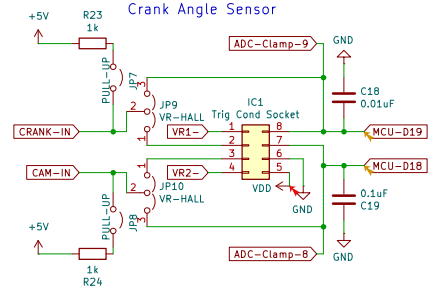 Crank Angle Sensor
R23
1k
+5V
ADC-Clamp-9
GND
PULL-UP
JP7
3
JP9
VR-HALL
2
1
IC1
Trig Cond Socket
C18
0.01uF
CRANK-IN
VR1-
1 8
MCU-D19
2 7
3 6
CAM-IN
VR2-
4 5
MCU-D18
1
2
JP10
VR-HALL
3
VDD
GND
0.1uF
C19
PULL-UP
JP8
+5V
ADC-Clamp-8
GND
1k
R24